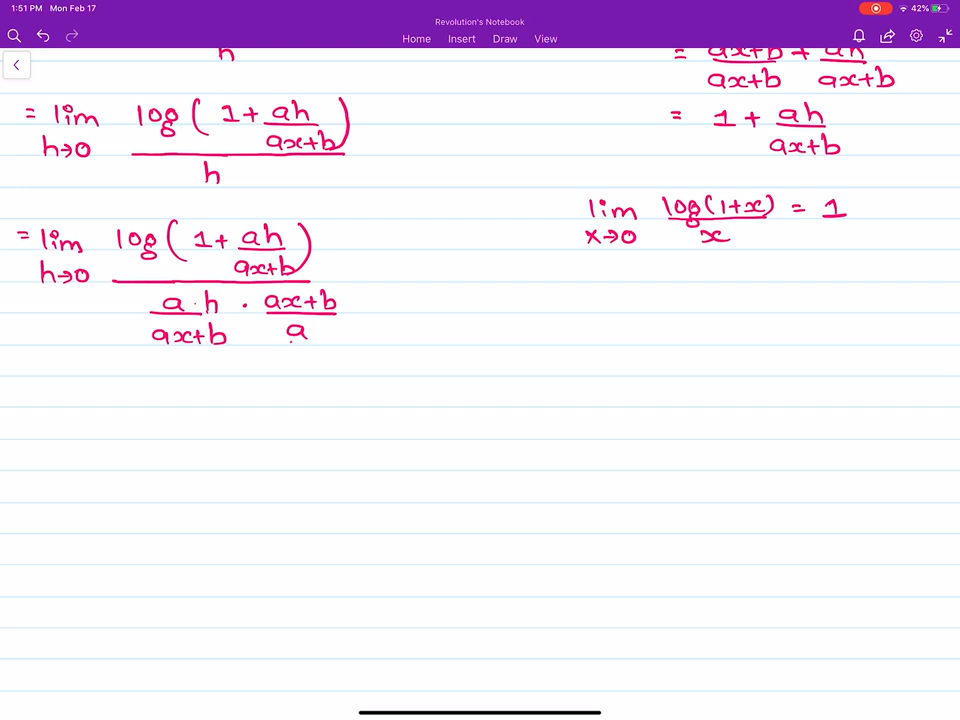 1:51 PM Mon Feb 17
42%
Revolution's Notebook
Home Insert Draw View
h
= lim log( 1 + ah/ax+b )
h→0 h
= lim log( 1 + ah/ax+b )
h→0 a·h/ax+b · ax+b/a
= ax+b/ax+b + ah/ax+b
= 1 + ah/ax+b
lim log(1+x)/x = 1
x→0